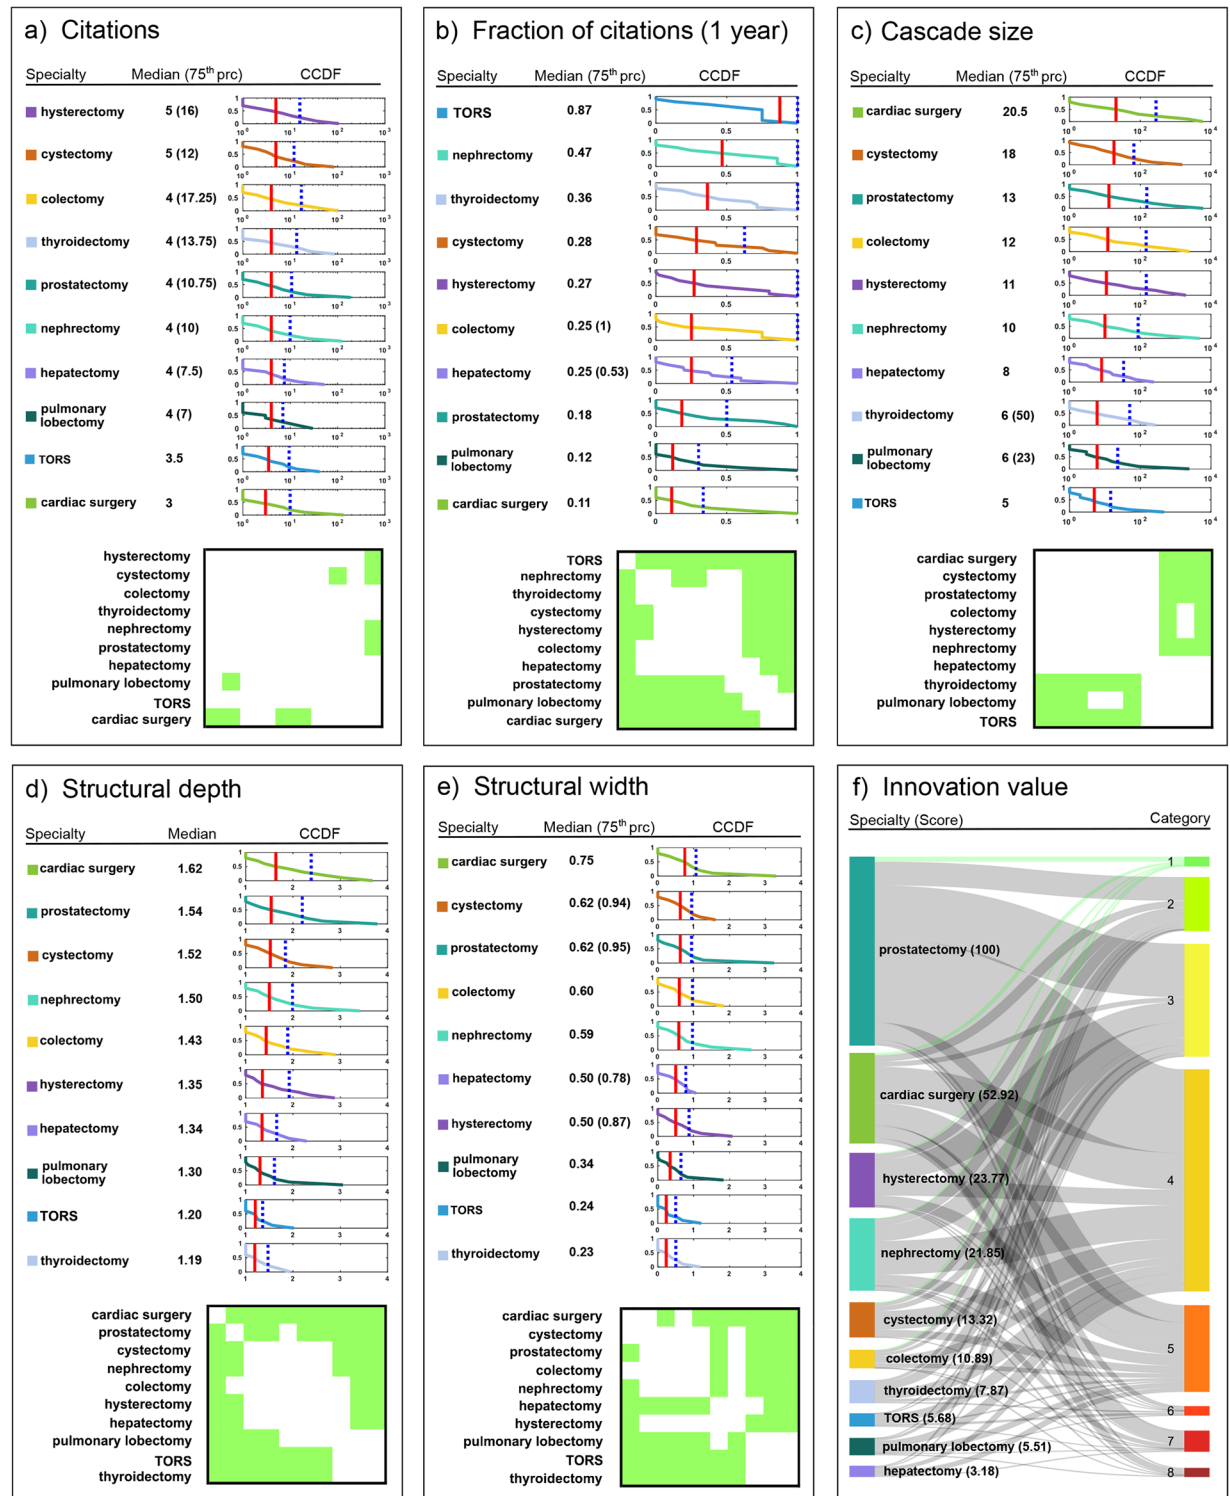 a) Citations
Specialty Median (75th prc) CCDF
hysterectomy 5 (16)
cystectomy 5 (12)
colectomy 4 (17.25)
thyroidectomy 4 (13.75)
prostatectomy 4 (10.75)
nephrectomy 4 (10)
hepatectomy 4 (7.5)
pulmonary
lobectomy 4 (7)
TORS 3.5
cardiac surgery 3
hysterectomy
cystectomy
colectomy
thyroidectomy
nephrectomy
prostatectomy
hepatectomy
pulmonary lobectomy
TORS
cardiac surgery
b) Fraction of citations (1 year)
Specialty Median (75th prc) CCDF
TORS 0.87
nephrectomy 0.47
thyroidectomy 0.36
cystectomy 0.28
hysterectomy 0.27
colectomy 0.25 (1)
hepatectomy 0.25 (0.53)
prostatectomy 0.18
pulmonary
lobectomy 0.12
cardiac surgery 0.11
TORS
nephrectomy
thyroidectomy
cystectomy
hysterectomy
colectomy
hepatectomy
prostatectomy
pulmonary lobectomy
cardiac surgery
c) Cascade size
Specialty Median (75th prc) CCDF
cardiac surgery 20.5
cystectomy 18
prostatectomy 13
colectomy 12
hysterectomy 11
nephrectomy 10
hepatectomy 8
thyroidectomy 6 (50)
pulmonary
lobectomy 6 (23)
TORS 5
cardiac surgery
cystectomy
prostatectomy
colectomy
hysterectomy
nephrectomy
hepatectomy
thyroidectomy
pulmonary lobectomy
TORS
d) Structural depth
Specialty Median CCDF
cardiac surgery 1.62
prostatectomy 1.54
cystectomy 1.52
nephrectomy 1.50
colectomy 1.43
hysterectomy 1.35
hepatectomy 1.34
pulmonary
lobectomy 1.30
TORS 1.20
thyroidectomy 1.19
cardiac surgery
prostatectomy
cystectomy
nephrectomy
colectomy
hysterectomy
hepatectomy
pulmonary lobectomy
TORS
thyroidectomy
e) Structural width
Specialty Median (75th prc) CCDF
cardiac surgery 0.75
cystectomy 0.62 (0.94)
prostatectomy 0.62 (0.95)
colectomy 0.60
nephrectomy 0.59
hepatectomy 0.50 (0.78)
hysterectomy 0.50 (0.87)
pulmonary
lobectomy 0.34
TORS 0.24
thyroidectomy 0.23
cardiac surgery
cystectomy
prostatectomy
colectomy
nephrectomy
hepatectomy
hysterectomy
pulmonary lobectomy
TORS
thyroidectomy
f) Innovation value
Specialty (Score) Category
prostatectomy (100)
cardiac surgery (52.92)
hysterectomy (23.77)
nephrectomy (21.85)
cystectomy (13.32)
colectomy (10.89)
thyroidectomy (7.87)
TORS (5.68)
pulmonary lobectomy (5.51)
hepatectomy (3.18)
1
2
3
4
5
6
7
8